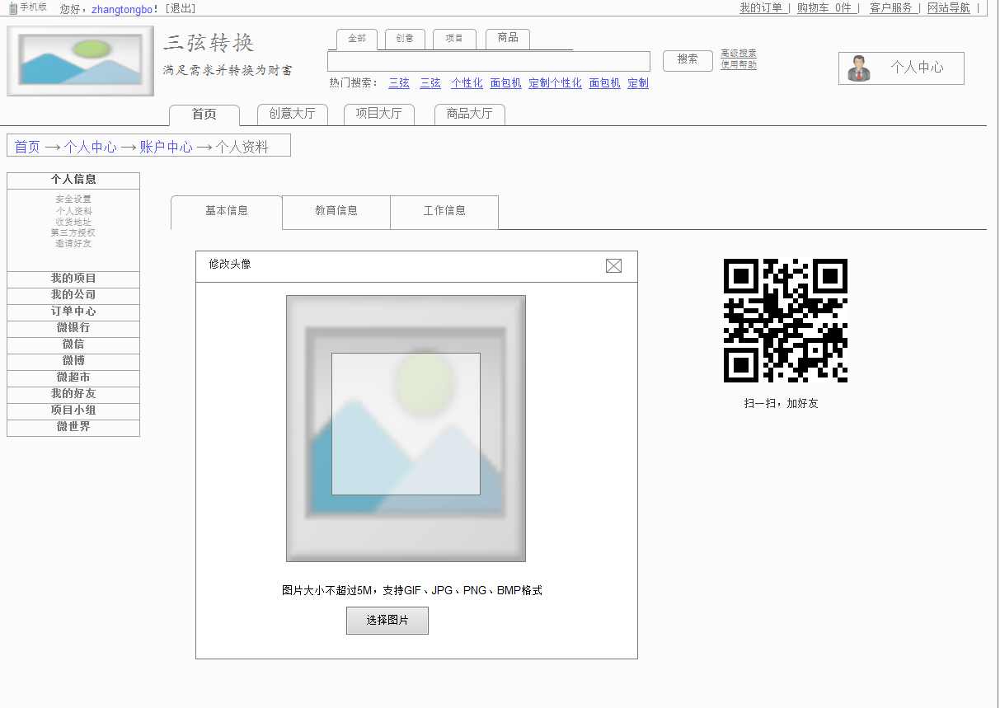 手机版 您好，zhangtongbo！[退出] 我的订单 | 购物车 0件 | 客户服务 | 网站导航 |
三弦转换
满足需求并转换为财富
全部 创意 项目 商品
搜索 高级搜索
使用帮助
个人中心
热门搜索： 三弦 三弦 个性化 面包机 定制个性化 面包机 定制
首页 创意大厅 项目大厅 商品大厅
首页 → 个人中心 → 账户中心 → 个人资料
个人信息
安全设置
个人资料
收货地址
第三方授权
邀请好友
我的项目
我的公司
订单中心
微银行
微信
微博
微超市
我的好友
项目小组
微世界
基本信息 教育信息 工作信息
修改头像
图片大小不超过5M，支持GIF、JPG、PNG、BMP格式
选择图片
扫一扫，加好友